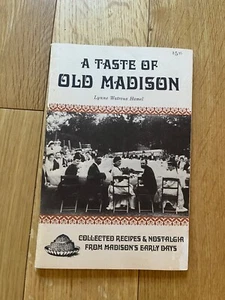 A TASTE OF
OLD MADISON
Lynne Watrous Hamel
COLLECTED RECIPES & NOSTALGIA
FROM MADISON'S EARLY DAYS